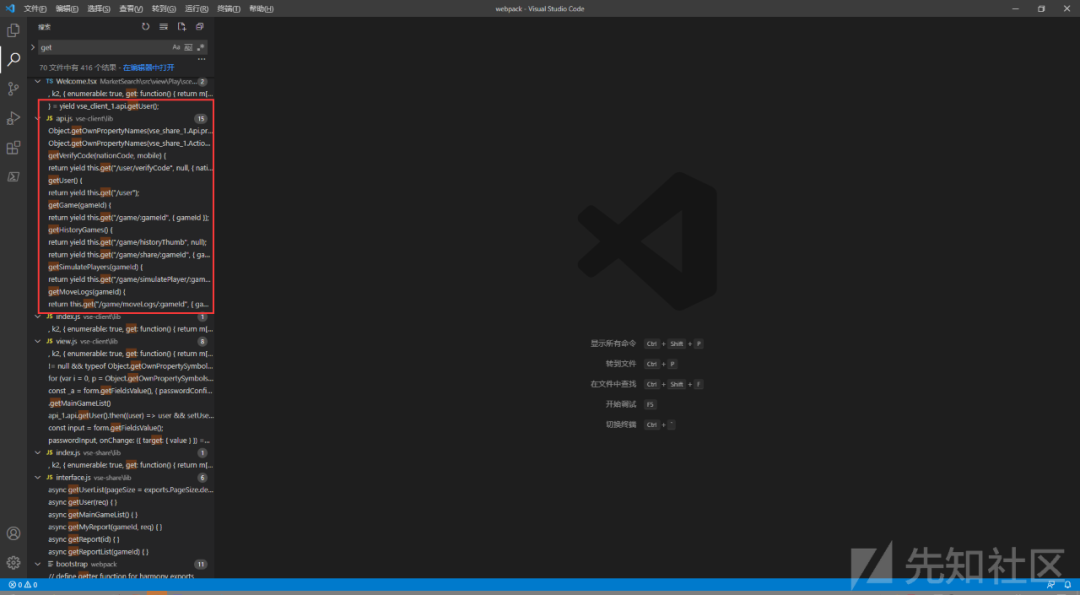 文件(F) 编辑(E) 选择(S) 查看(V) 转到(G) 运行(R) 终端(T) 帮助(H) webpack - Visual Studio Code
搜索
get
70 文件中有 416 个结果 - 在编辑器中打开
TS Welcome.tsx MarketSearch\src\view\Play\sce... 2
, k2, { enumerable: true, get: function() { return m[...
} = yield vse_client_1.api.getUser();
JS api.js vse-client\lib 15
Object.getOwnPropertyNames(vse_share_1.Api.pr...
Object.getOwnPropertyNames(vse_share_1.Actio...
getVerifyCode(nationCode, mobile) {
return yield this.get("/user/verifyCode", null, { nati...
getUser() {
return yield this.get("/user");
getGame(gameId) {
return yield this.get("/game/:gameId", { gameId });
getHistoryGames() {
return yield this.get("/game/historyThumb", null);
return yield this.get("/game/share/:gameId", { ga...
getSimulatePlayers(gameId) {
return yield this.get("/game/simulatePlayer/:gam...
getMoveLogs(gameId) {
return this.get("/game/moveLogs/:gameId", { ga...
JS index.js vse-client\lib 1
, k2, { enumerable: true, get: function() { return m[...
JS view.js vse-client\lib 8
, k2, { enumerable: true, get: function() { return m[...
!= null && typeof Object.getOwnPropertySymbol...
for (var i = 0, p = Object.getOwnPropertySymbols...
const _a = form.getFieldsValue(), { passwordConfi...
.getMainGameList()
api_1.api.getUser().then((user) => user && setUse...
const input = form.getFieldsValue();
passwordInput, onChange: ({ target: { value } }) =...
JS index.js vse-share\lib 1
, k2, { enumerable: true, get: function() { return m[...
JS interface.js vse-share\lib 6
async getUserList(pageSize = exports.PageSize.de...
async getUser(req) { }
async getMainGameList() { }
async getMyReport(gameId, req) { }
async getReport(id) { }
async getReportList(gameId) { }
bootstrap webpack 11
// define getter function for harmony exports
显示所有命令 Ctrl + Shift + P
转到文件 Ctrl + P
在文件中查找 Ctrl + Shift + F
开始调试 F5
切换终端 Ctrl + `
先知社区
0 0